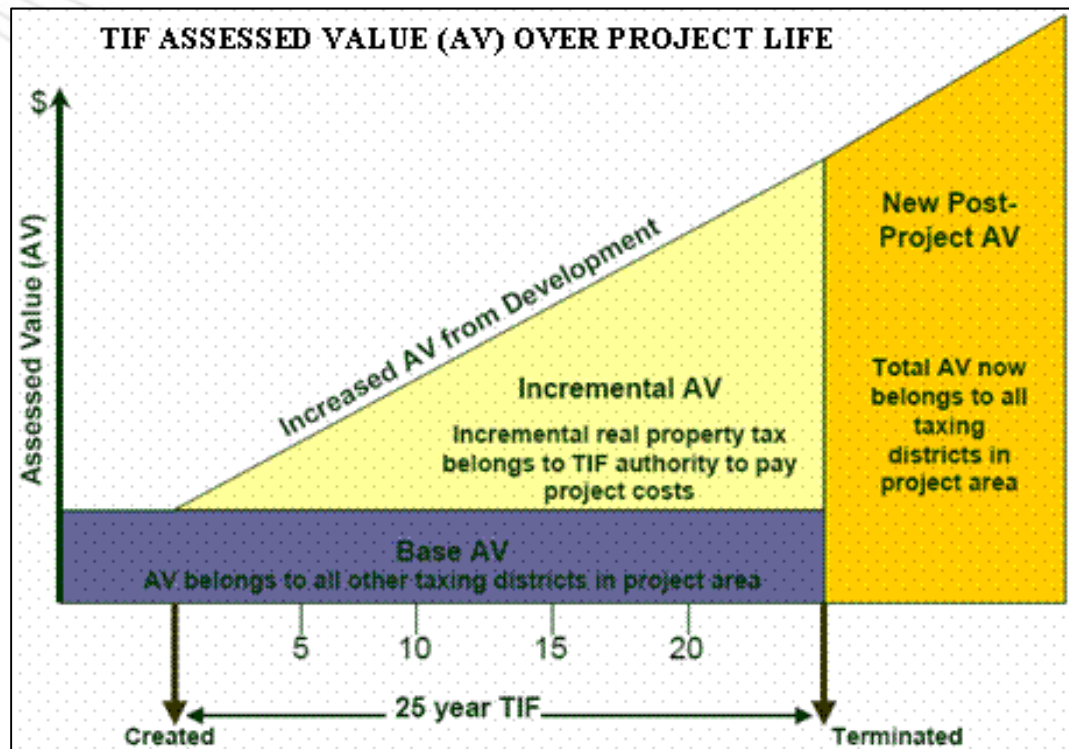 TIF ASSESSED VALUE (AV) OVER PROJECT LIFE
$
Assessed Value (AV)
Increased AV from Development
New Post-
Project AV
Incremental AV
Incremental real property tax
belongs to TIF authority to pay
project costs
Total AV now
belongs to all
taxing
districts in
project area
Base AV
AV belongs to all other taxing districts in project area
5 10 15 20
25 year TIF
Created Terminated